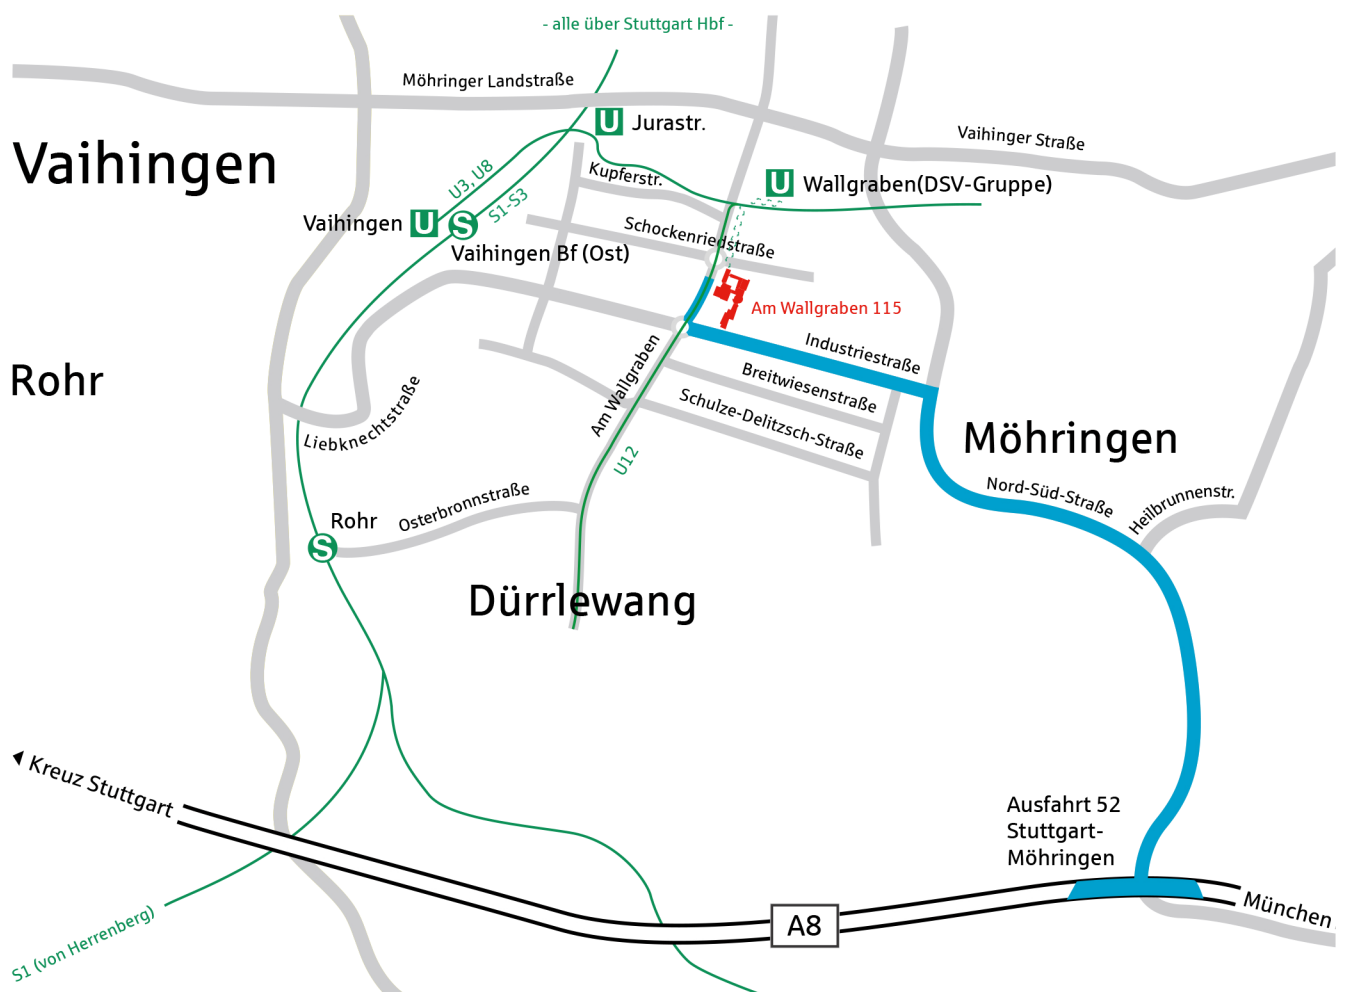 - alle über Stuttgart Hbf -
Möhringer Landstraße
U Jurastr.
Vaihinger Straße
Vaihingen
U3, U8
Kupferstr.
U Wallgraben(DSV-Gruppe)
S1-S3
Vaihingen U S
Schockenriedstraße
Vaihingen Bf (Ost)
Am Wallgraben 115
Industriestraße
Rohr
Am Wallgraben
Breitwiesenstraße
Liebknechtstraße
Schulze-Delitzsch-Straße
Möhringen
U12
Nord-Süd-Straße
Heilbrunnenstr.
Osterbronnstraße
Rohr
S
Dürrlewang
Kreuz Stuttgart
Ausfahrt 52
Stuttgart-
Möhringen
A8
München
S1 (von Herrenberg)